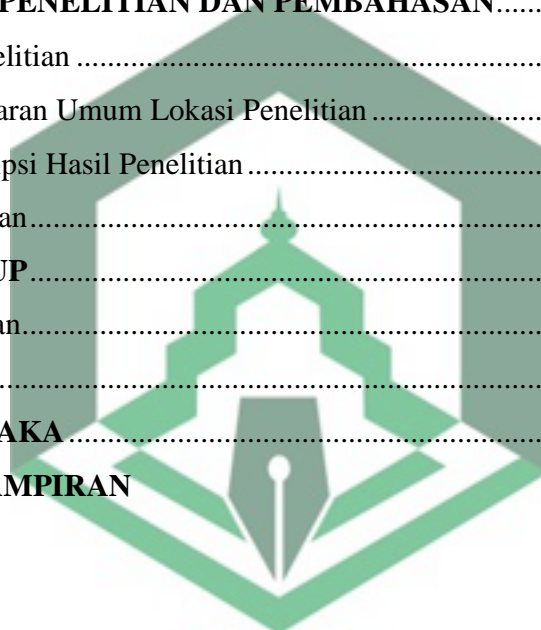 PENELITIAN DAN PEMBAHASAN.....
elitian ......................................................
aran Umum Lokasi Penelitian .......................
psi Hasil Penelitian .......................................
an.............................................................
UP.............................................................
an.............................................................
................................................................
AKA.........................................................
AMPIRAN